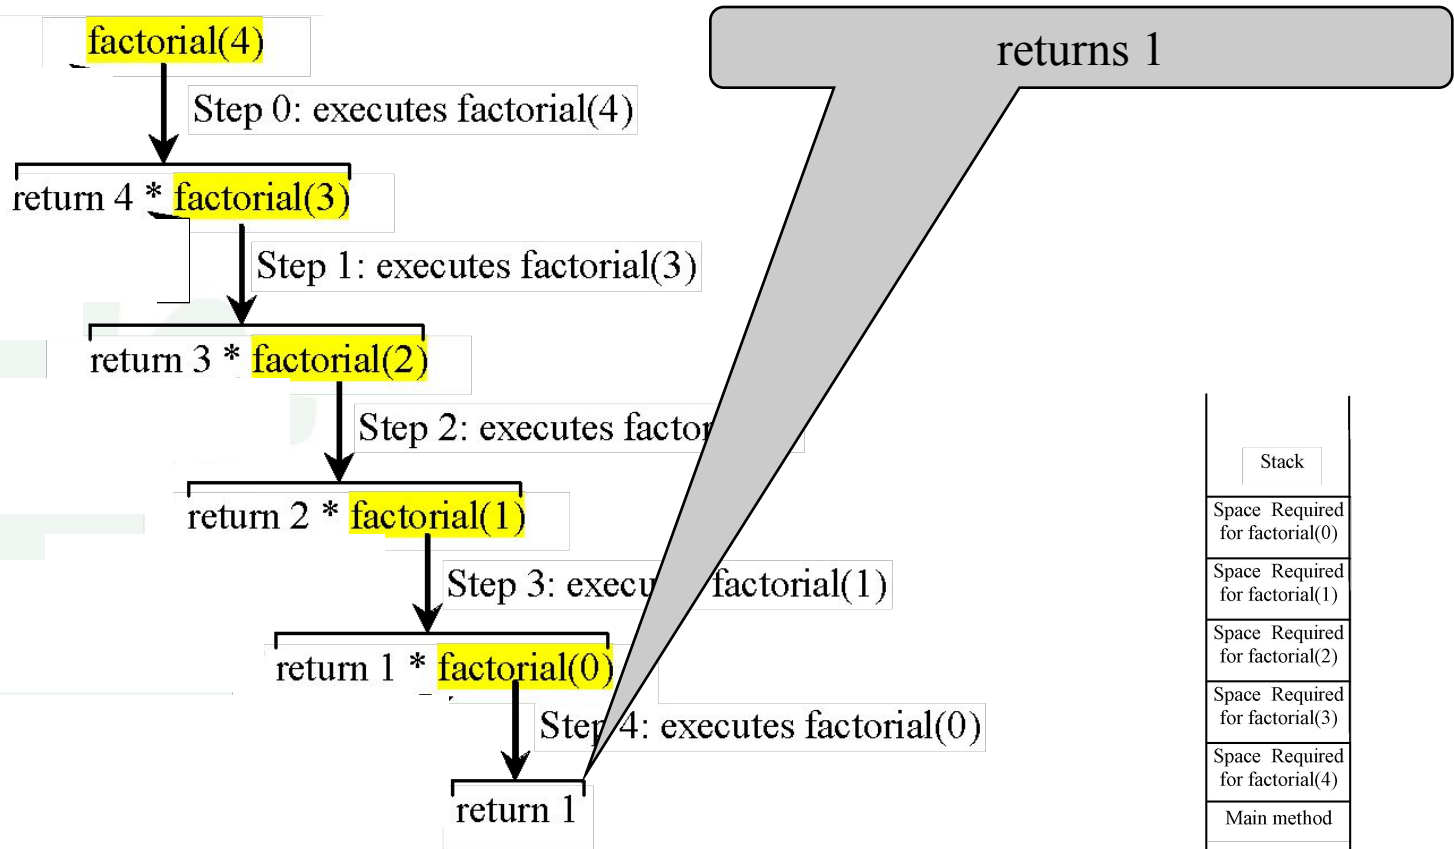 factorial(4)
returns 1
Step 0: executes factorial(4)
return 4 * factorial(3)
Step 1: executes factorial(3)
return 3 * factorial(2)
Step 2: executes
return 2 * factorial(1)
Step 3: factorial(1)
return 1 * factorial(0)
Step 4: executes factorial(0)
return 1
Stack
Space Required
for factorial(0)
Space Required
for factorial(1)
Space Required
for factorial(2)
Space Required
for factorial(3)
Space Required
for factorial(4)
Main method